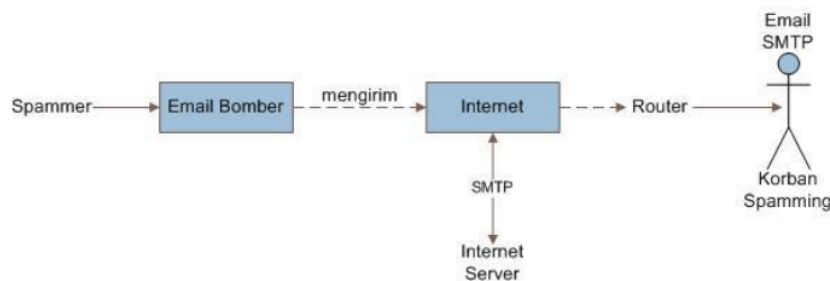 Email
SMTP
Spammer
Email Bomber
mengirim
Internet
Router
Korban
Spamming
SMTP
Internet
Server